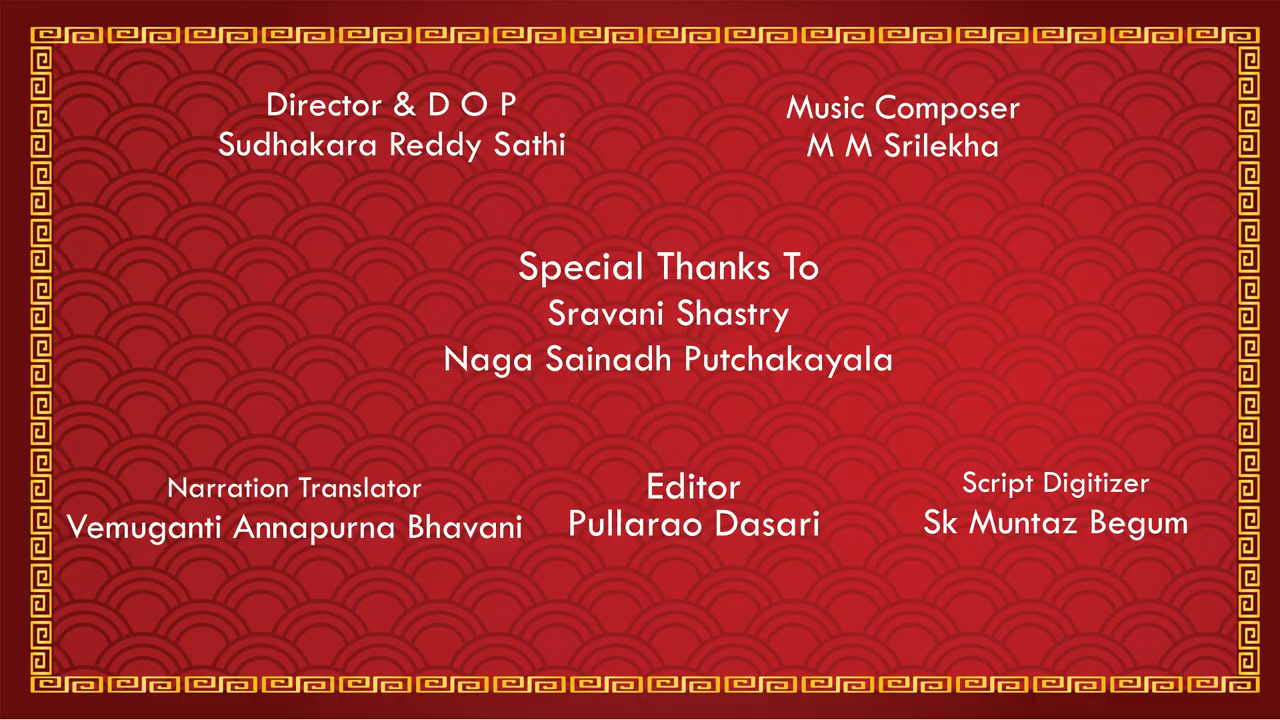 Director & D O P
Sudhakara Reddy Sathi
Music Composer
M M Srilekha
Special Thanks To
Sravani Shastry
Naga Sainadh Putchakayala
Narration Translator
Vemuganti Annapurna Bhavani
Editor
Pullarao Dasari
Script Digitizer
Sk Muntaz Begum